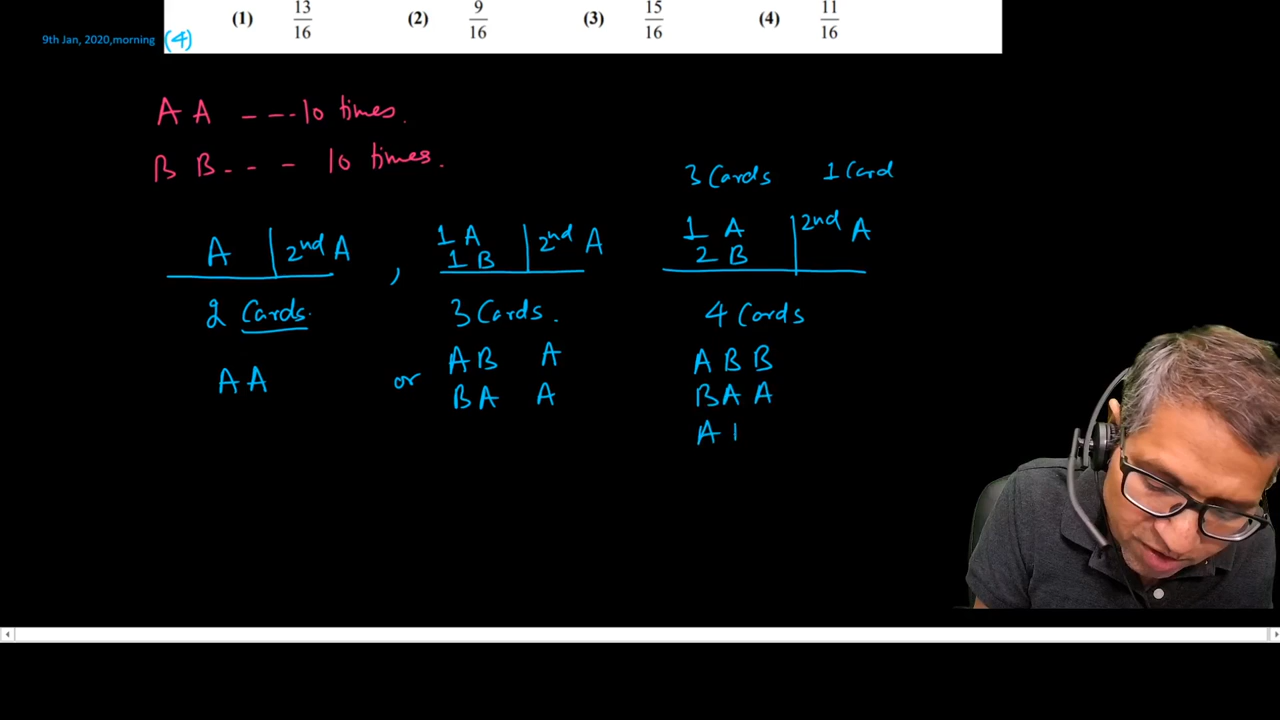 (1) 13/16 (2) 9/16 (3) 15/16 (4) 11/16
9th Jan, 2020,morning (4)
A A - - - 10 times.
B B - - - 10 times.
3 Cards 1 Card
A | 2nd A , 1 A 1 B | 2nd A 1 A 2 B | 2nd A
2 Cards. 3 Cards. 4 Cards
A B A A B B
A A or B A A B A A
A